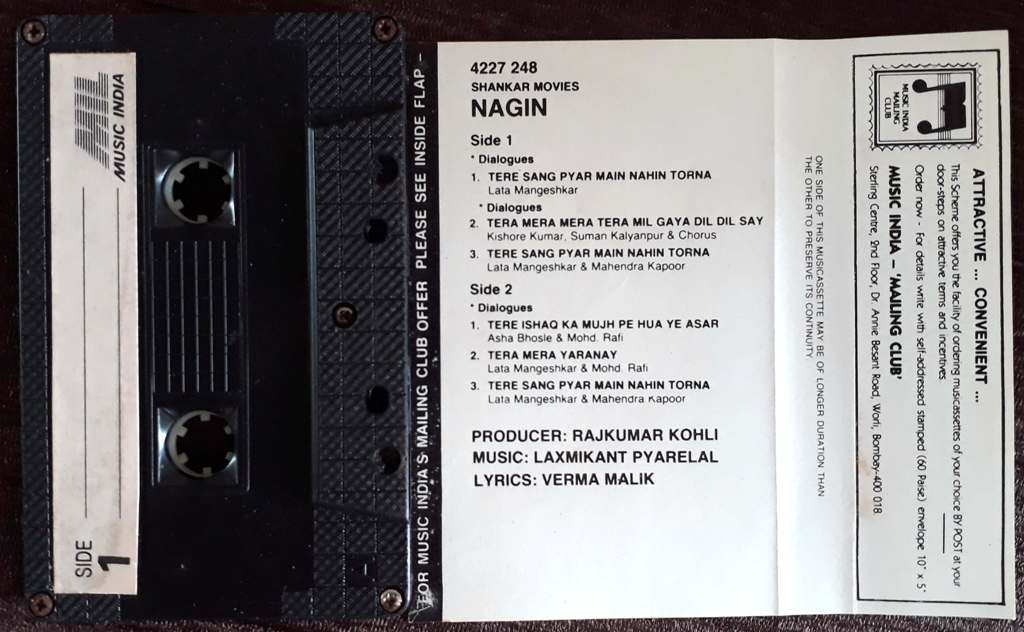 MIL
MUSIC INDIA
SIDE
1
FOR MUSIC INDIA'S MAILING CLUB OFFER PLEASE SEE INSIDE FLAP –
4227 248
SHANKAR MOVIES
NAGIN
Side 1
* Dialogues
1. TERE SANG PYAR MAIN NAHIN TORNA
Lata Mangeshkar
* Dialogues
2. TERA MERA MERA TERA MIL GAYA DIL DIL SAY
Kishore Kumar, Suman Kalyanpur & Chorus
3. TERE SANG PYAR MAIN NAHIN TORNA
Lata Mangeshkar & Mahendra Kapoor
Side 2
* Dialogues
1. TERE ISHAQ KA MUJH PE HUA YE ASAR
Asha Bhosle & Mohd. Rafi
2. TERA MERA YARANAY
Lata Mangeshkar & Mohd. Rafi
3. TERE SANG PYAR MAIN NAHIN TORNA
Lata Mangeshkar & Mahendra Kapoor
PRODUCER: RAJKUMAR KOHLI
MUSIC: LAXMIKANT PYARELAL
LYRICS: VERMA MALIK
ONE SIDE OF THIS MUSICASSETTE MAY BE OF LONGER DURATION THAN
THE OTHER TO PRESERVE ITS CONTINUITY
MUSIC INDIA
MAILING
CLUB
ATTRACTIVE ... CONVENIENT ...
This Scheme offers you the facility of ordering musicassettes of your choice BY POST at your
door-steps on attractive terms and incentives
Order now - For details write with self-addressed stamped (60 Paise) envelope 10" x 5"
MUSIC INDIA – 'MAILING CLUB'
Sterling Centre, 2nd Floor, Dr. Annie Besant Road, Worli, Bombay-400 018